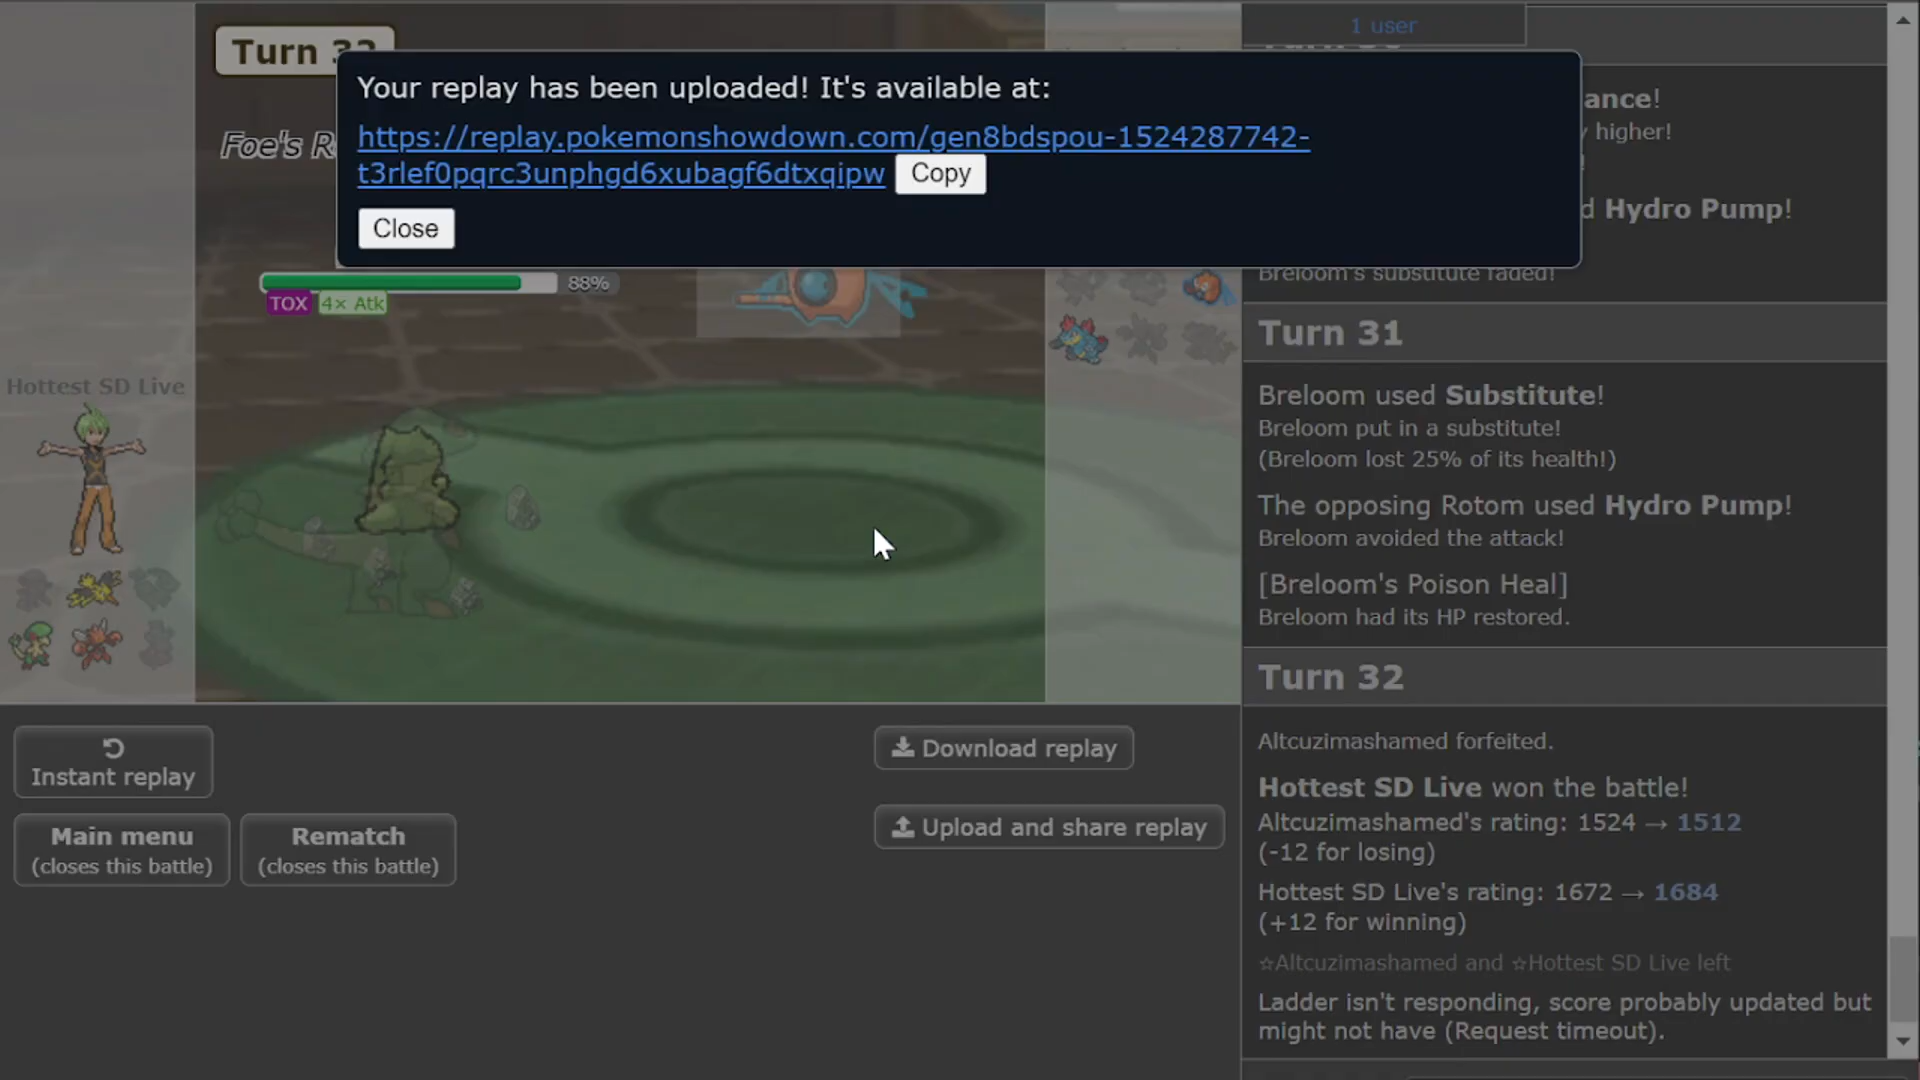 1 user
Turn 32
Your replay has been uploaded! It's available at:
https://replay.pokemonshowdown.com/gen8bdspou-1524287742-
t3rlef0pqrc3unphgd6xubagf6dtxqipw Copy
Close
Foe's R
88%
TOX 4× Atk
Hottest SD Live
Instant replay
Main menu
(closes this battle)
Rematch
(closes this battle)
Download replay
Upload and share replay
ance!
higher!
Hydro Pump!
Breloom's substitute faded!
Turn 31
Breloom used Substitute!
Breloom put in a substitute!
(Breloom lost 25% of its health!)
The opposing Rotom used Hydro Pump!
Breloom avoided the attack!
[Breloom's Poison Heal]
Breloom had its HP restored.
Turn 32
Altcuzimashamed forfeited.
Hottest SD Live won the battle!
Altcuzimashamed's rating: 1524 → 1512
(-12 for losing)
Hottest SD Live's rating: 1672 → 1684
(+12 for winning)
☆Altcuzimashamed and ☆Hottest SD Live left
Ladder isn't responding, score probably updated but
might not have (Request timeout).